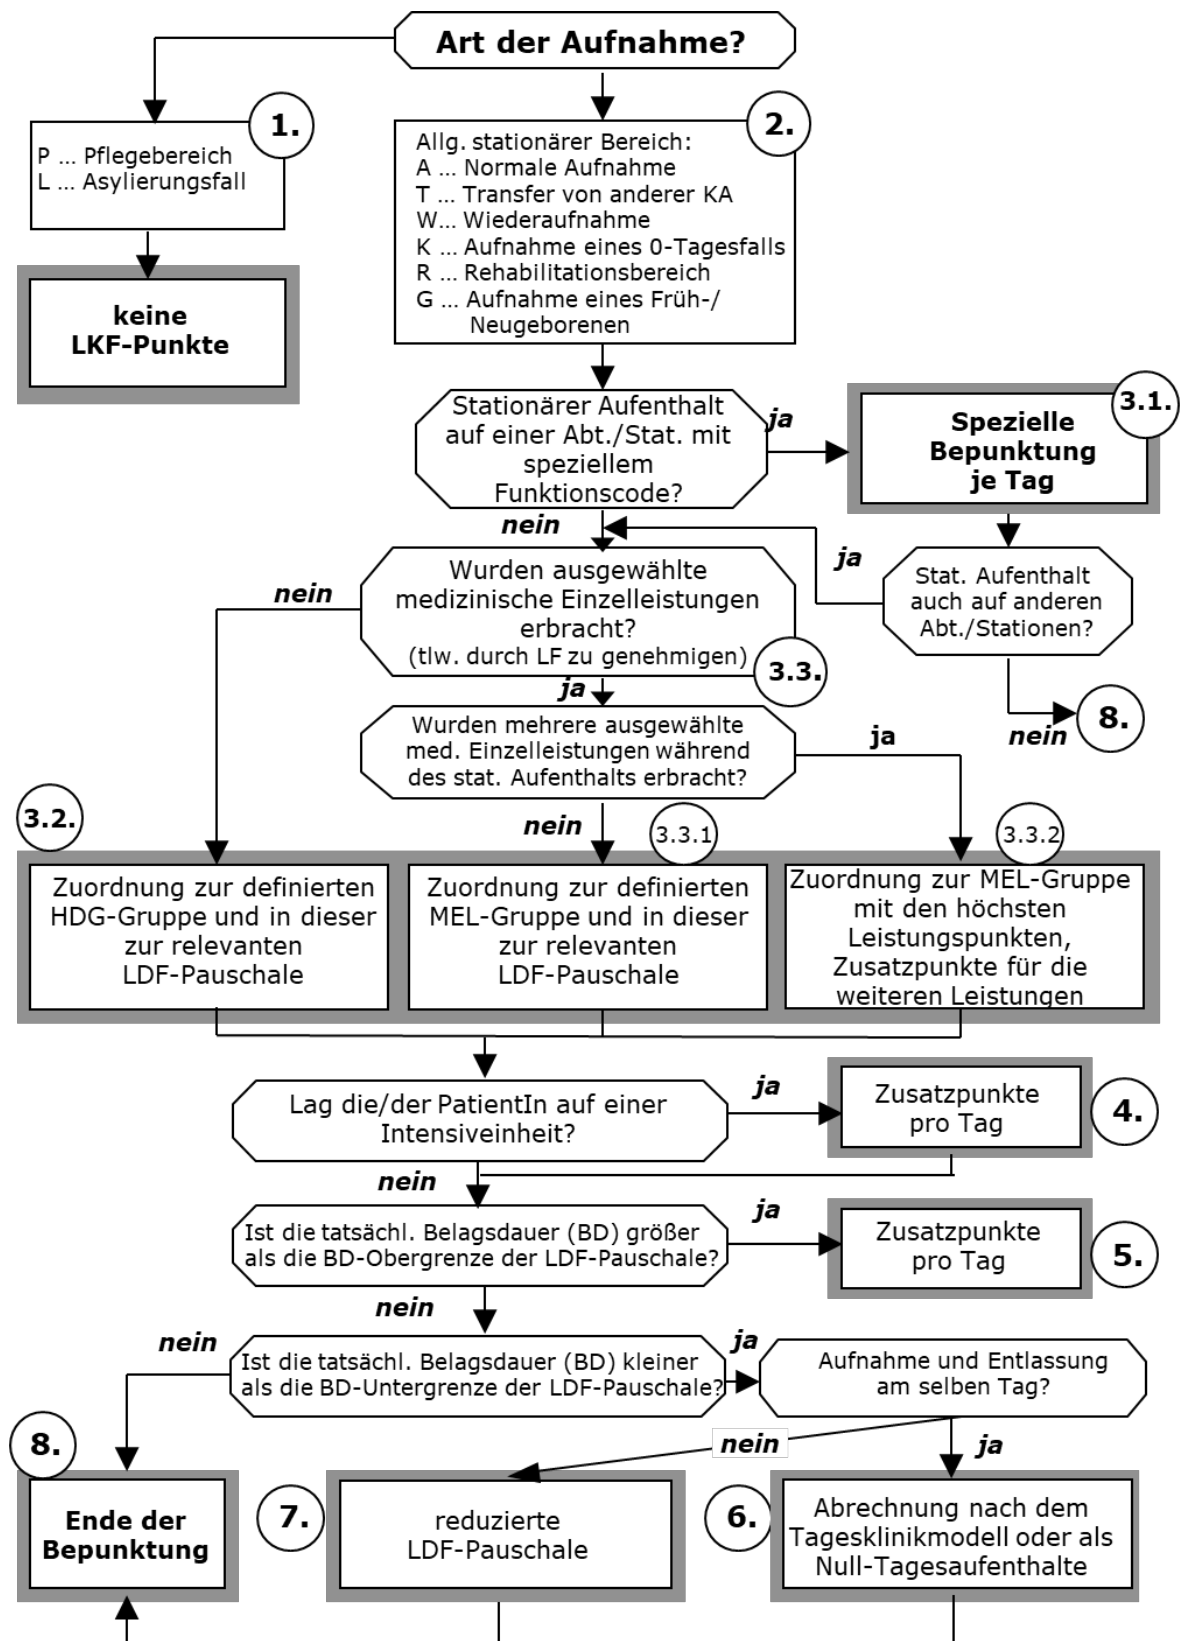 Art der Aufnahme?
1.
P ... Pflegebereich
L ... Asylierungsfall
keine
LKF-Punkte
2.
Allg. stationärer Bereich:
A ... Normale Aufnahme
T ... Transfer von anderer KA
W... Wiederaufnahme
K ... Aufnahme eines 0-Tagesfalls
R ... Rehabilitationsbereich
G ... Aufnahme eines Früh-/
Neugeborenen
Stationärer Aufenthalt
auf einer Abt./Stat. mit
speziellem
Funktionscode?
ja
3.1.
Spezielle
Bepunktung
je Tag
nein
ja
Stat. Aufenthalt
auch auf anderen
Abt./Stationen?
nein
8.
nein
Wurden ausgewählte
medizinische Einzelleistungen
erbracht?
(tlw. durch LF zu genehmigen)
3.3.
ja
Wurden mehrere ausgewählte
med. Einzelleistungen während
des stat. Aufenthalts erbracht?
ja
nein
3.2.
Zuordnung zur definierten
HDG-Gruppe und in dieser
zur relevanten
LDF-Pauschale
3.3.1
Zuordnung zur definierten
MEL-Gruppe und in dieser
zur relevanten
LDF-Pauschale
3.3.2
Zuordnung zur MEL-Gruppe
mit den höchsten
Leistungspunkten,
Zusatzpunkte für die
weiteren Leistungen
Lag die/der PatientIn auf einer
Intensiveinheit?
ja
Zusatzpunkte
pro Tag
4.
nein
Ist die tatsächl. Belagsdauer (BD) größer
als die BD-Obergrenze der LDF-Pauschale?
ja
Zusatzpunkte
pro Tag
5.
nein
nein
Ist die tatsächl. Belagsdauer (BD) kleiner
als die BD-Untergrenze der LDF-Pauschale?
ja
Aufnahme und Entlassung
am selben Tag?
nein
ja
8.
Ende der
Bepunktung
7.
reduzierte
LDF-Pauschale
6.
Abrechnung nach dem
Tagesklinikmodell oder als
Null-Tagesaufenthalte